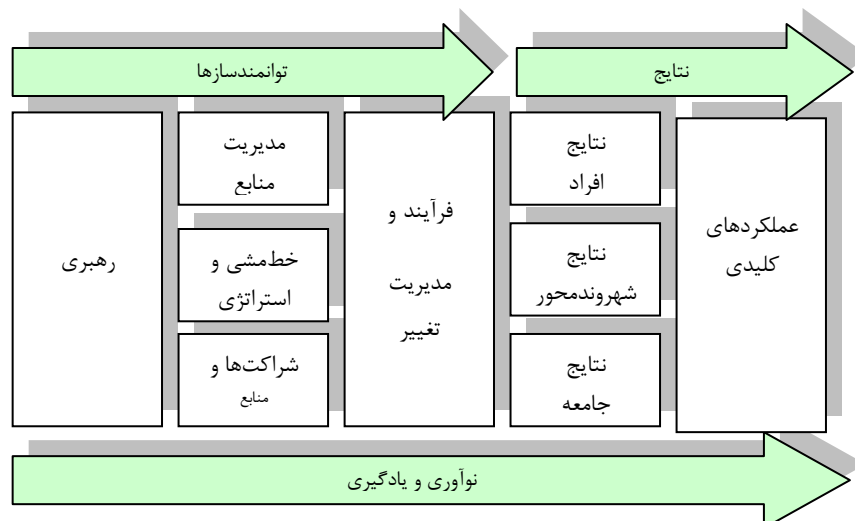 توانمندسازها
نتایج
رهبری
مدیریت
منابع
خط‌مشی و
استراتژی
شراکت‌ها و
منابع
فرآیند و
مدیریت
تغییر
نتایج
افراد
نتایج
شهروندمحور
نتایج
جامعه
عملکردهای
کلیدی
نوآوری و یادگیری